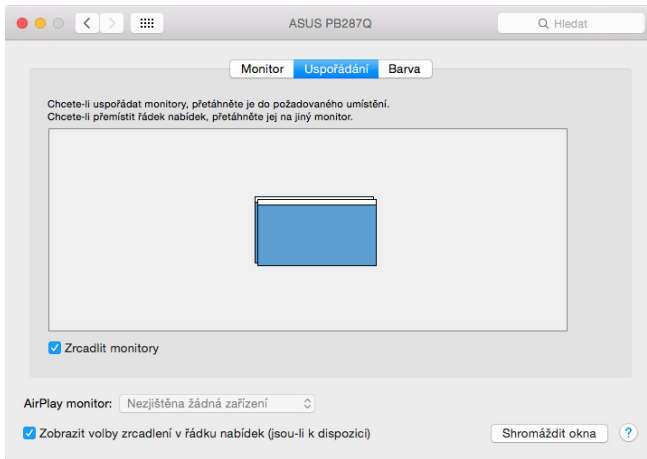 ASUS PB287Q
Hledat
Monitor Uspořádání Barva
Chcete-li uspořádat monitory, přetáhněte je do požadovaného umístění.
Chcete-li přemístit řádek nabídek, přetáhněte jej na jiný monitor.
Zrcadlit monitory
AirPlay monitor: Nezjištěna žádná zařízení
Zobrazit volby zrcadlení v řádku nabídek (jsou-li k dispozici)
Shromáždit okna ?